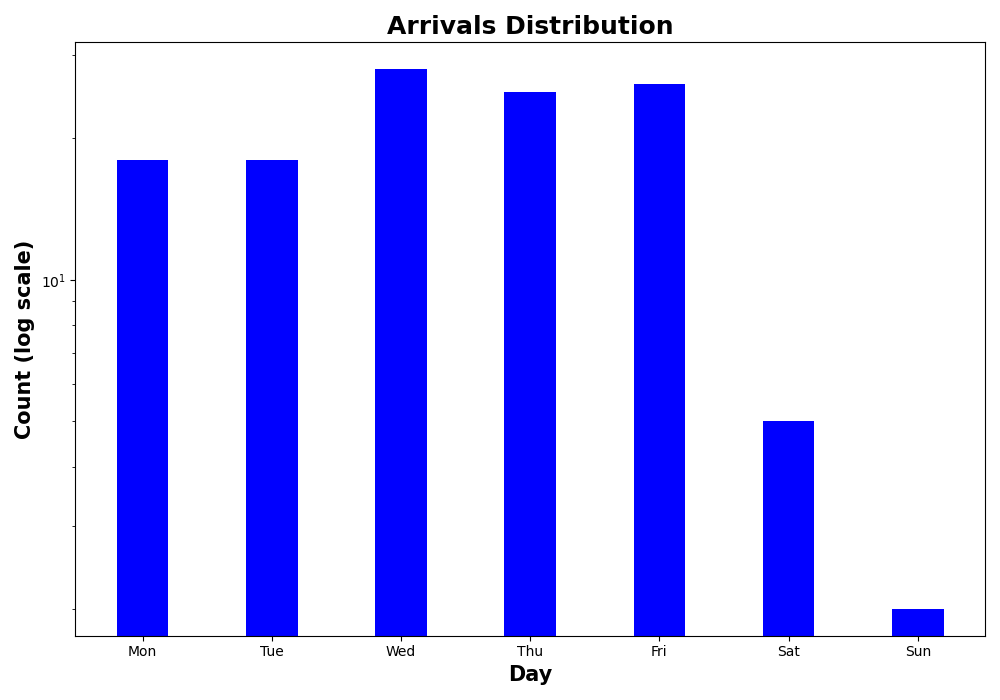 Arrivals Distribution
Count (log scale)
10¹
Mon Tue Wed Thu Fri Sat Sun
Day